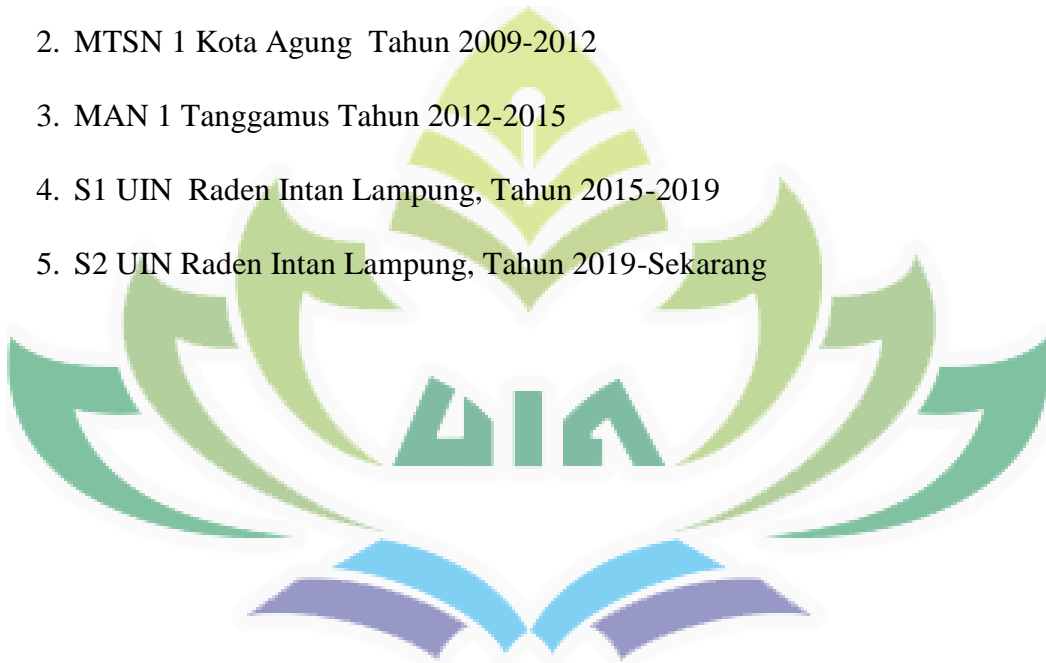 2. MTSN 1 Kota Agung Tahun 2009-2012
3. MAN 1 Tanggamus Tahun 2012-2015
4. S1 UIN Raden Intan Lampung, Tahun 2015-2019
5. S2 UIN Raden Intan Lampung, Tahun 2019-Sekarang
UIN